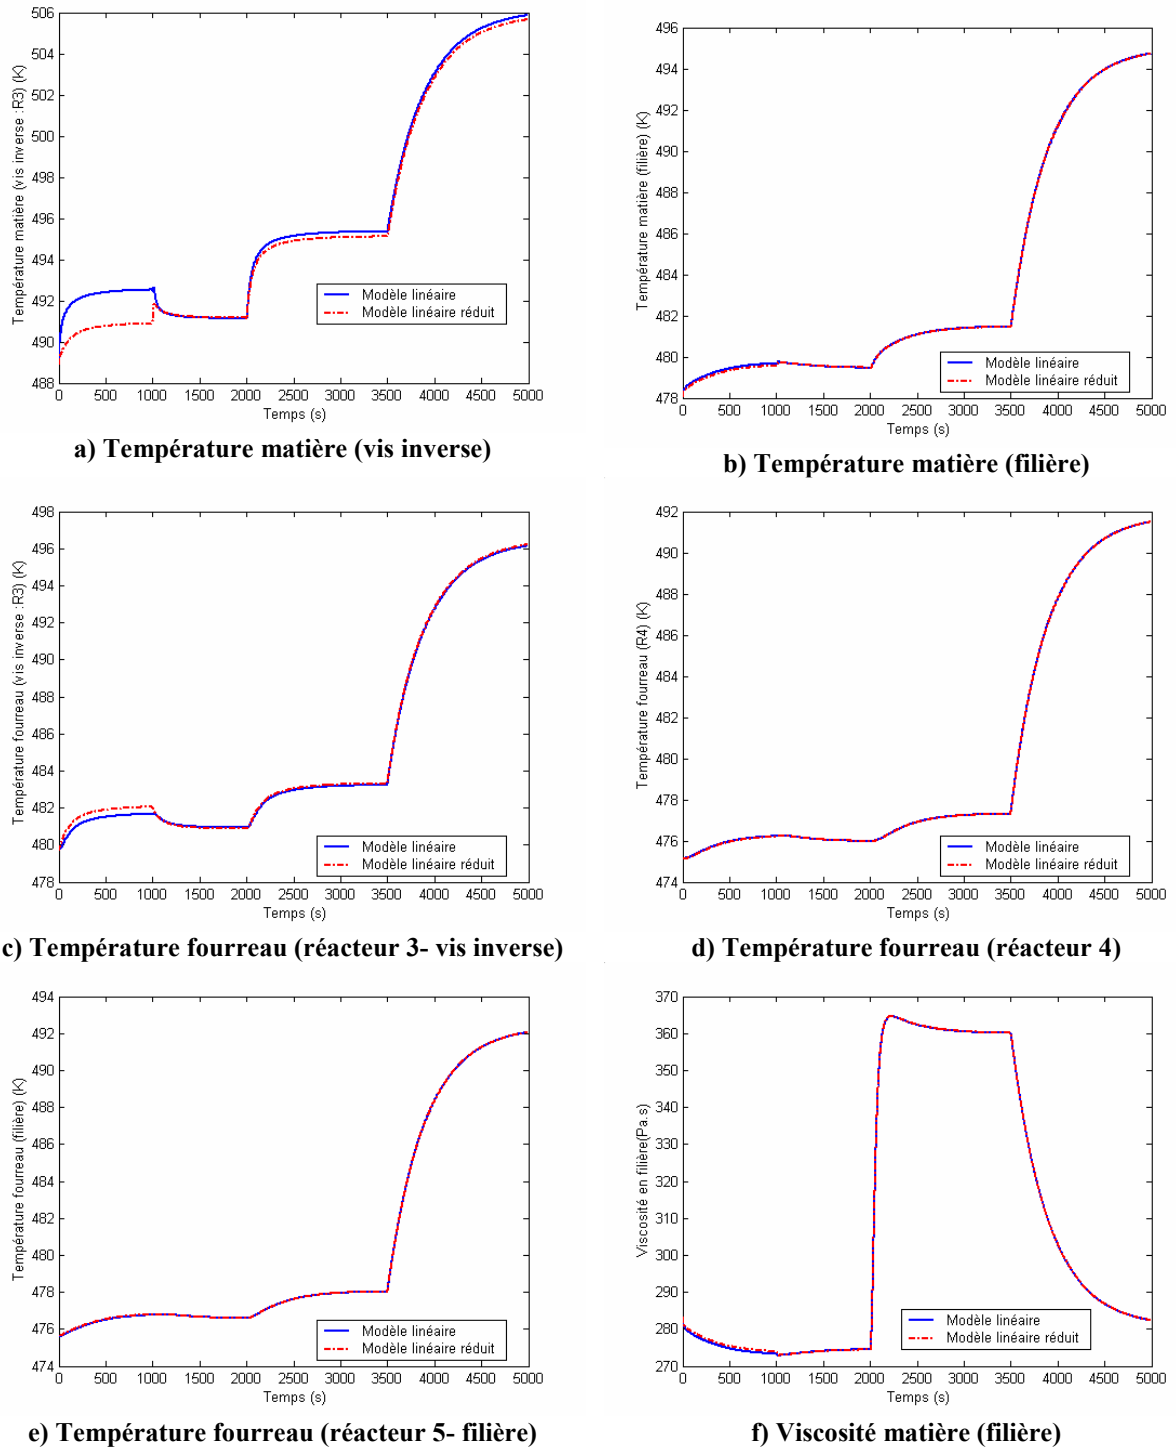 506
504
502
500
498
496
494
492
490
488
Température matière (vis inverse :R3) (K)
Modèle linéaire
Modèle linéaire réduit
0 500 1000 1500 2000 2500 3000 3500 4000 4500 5000
Temps (s)
a) Température matière (vis inverse)
496
494
492
490
488
486
484
482
480
478
Température matière (filière) (K)
Modèle linéaire
Modèle linéaire réduit
0 500 1000 1500 2000 2500 3000 3500 4000 4500 5000
Temps (s)
b) Température matière (filière)
498
496
494
492
490
488
486
484
482
480
478
Température fourreau (vis inverse :R3) (K)
Modèle linéaire
Modèle linéaire réduit
0 500 1000 1500 2000 2500 3000 3500 4000 4500 5000
Temps (s)
c) Température fourreau (réacteur 3- vis inverse)
492
490
488
486
484
482
480
478
476
474
Température fourreau (R4) (K)
Modèle linéaire
Modèle linéaire réduit
0 500 1000 1500 2000 2500 3000 3500 4000 4500 5000
Temps (s)
d) Température fourreau (réacteur 4)
494
492
490
488
486
484
482
480
478
476
474
Température fourreau (filière) (K)
Modèle linéaire
Modèle linéaire réduit
0 500 1000 1500 2000 2500 3000 3500 4000 4500 5000
Temps (s)
e) Température fourreau (réacteur 5- filière)
370
360
350
340
330
320
310
300
290
280
270
Viscosité en filière(Pa.s)
Modèle linéaire
Modèle linéaire réduit
0 500 1000 1500 2000 2500 3000 3500 4000 4500 5000
Temps (s)
f) Viscosité matière (filière)